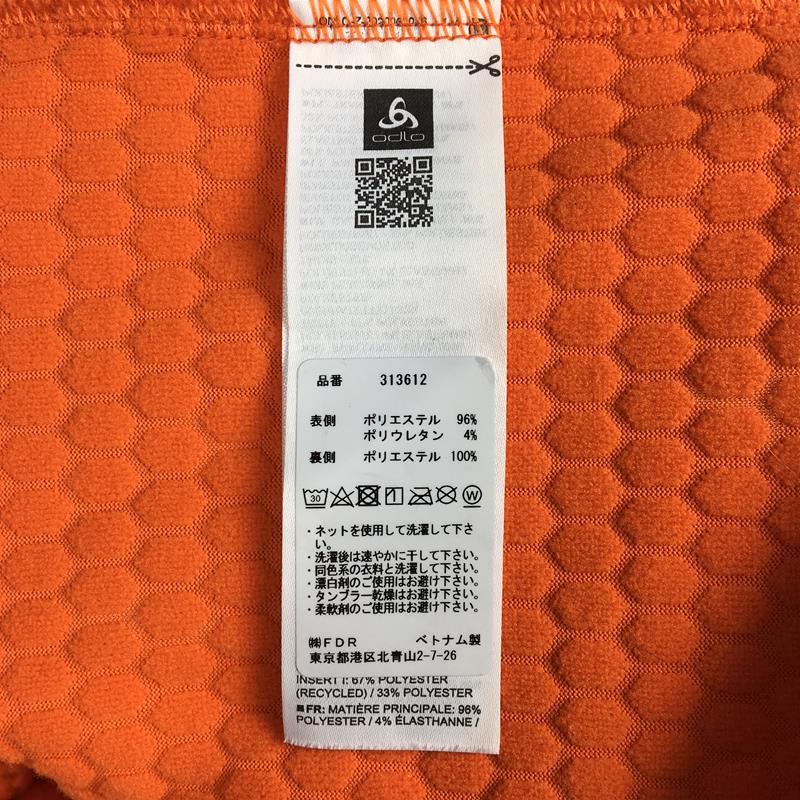 odlo
品番 313612
表側 ポリエステル 96%
ポリウレタン 4%
裏側 ポリエステル 100%
30
W
・ネットを使用して洗濯して下さ
い。
・洗濯後は速やかに干して下さい。
・同色系の衣料と洗濯して下さい。
・漂白剤のご使用はお避け下さい。
・タンブラー乾燥はお避け下さい。
・柔軟剤のご使用はお避け下さい。
㈱FDR ベトナム製
東京都港区北青山2-7-26
INSERT I: 67% POLYESTER
(RECYCLED) / 33% POLYESTER
■FR: MATIÈRE PRINCIPALE: 96%
POLYESTER / 4% ÉLASTHANNE /